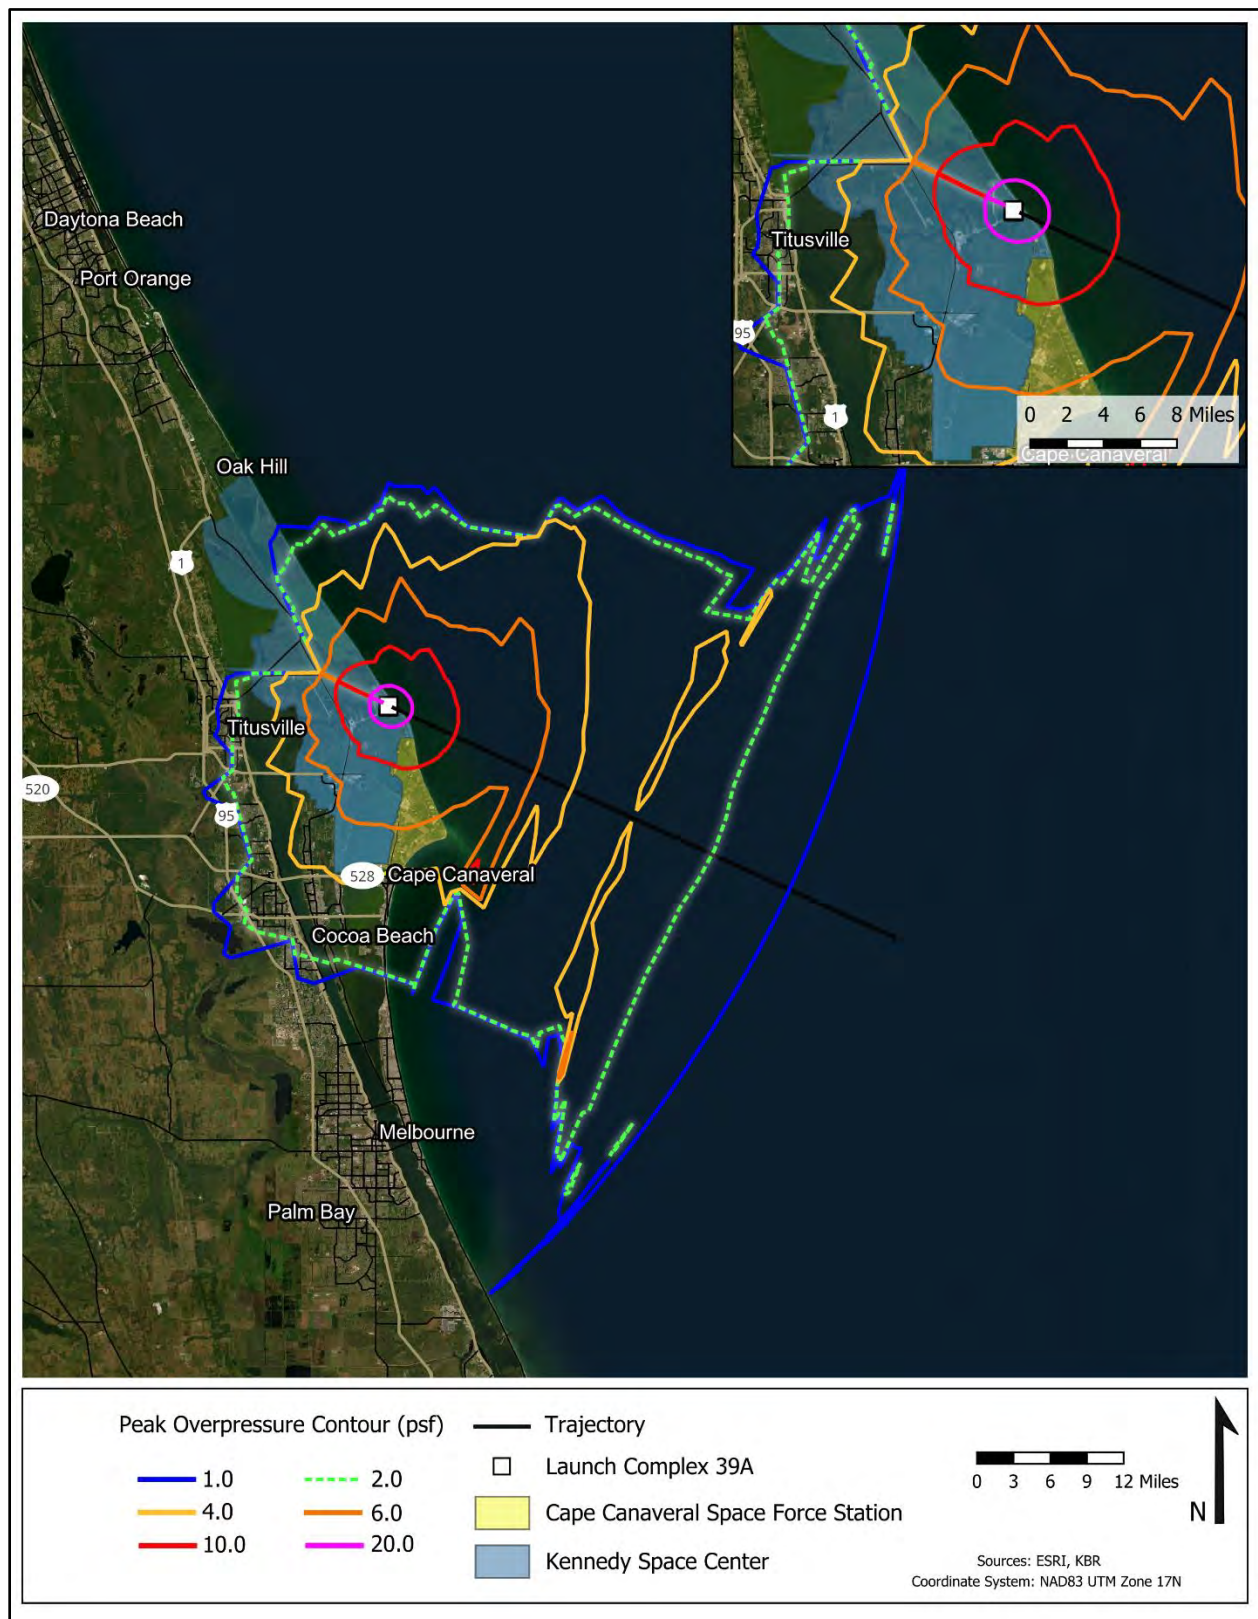 Daytona Beach
Port Orange
Oak Hill
1
Titusville
520
95
528
Cape Canaveral
Cocoa Beach
Melbourne
Palm Bay
Titusville
95
1
0 2 4 6 8 Miles
Cape Canaveral
Peak Overpressure Contour (psf)
1.0
2.0
4.0
6.0
10.0
20.0
Trajectory
Launch Complex 39A
Cape Canaveral Space Force Station
Kennedy Space Center
0 3 6 9 12 Miles
N
Sources: ESRI, KBR
Coordinate System: NAD83 UTM Zone 17N